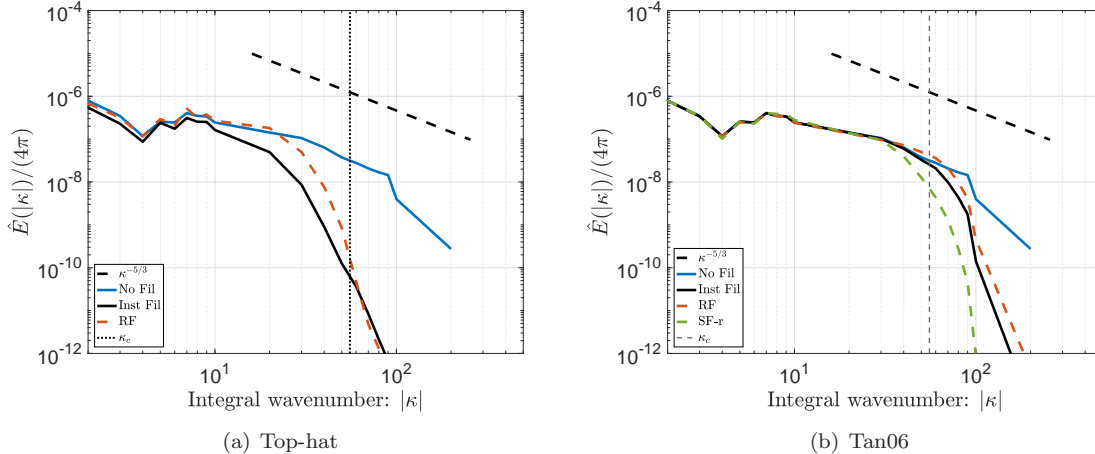 10^{-4}
10^{-6}
10^{-8}
10^{-10}
10^{-12}
Ê(|κ|)/(4π)
κ^{-5/3}
No Fil
Inst Fil
RF
κ_c
10^1
10^2
Integral wavenumber: |κ|
(a) Top-hat
10^{-4}
10^{-6}
10^{-8}
10^{-10}
10^{-12}
Ê(|κ|)/(4π)
κ^{-5/3}
No Fil
Inst Fil
RF
SF-r
κ_c
10^1
10^2
Integral wavenumber: |κ|
(b) Tan06